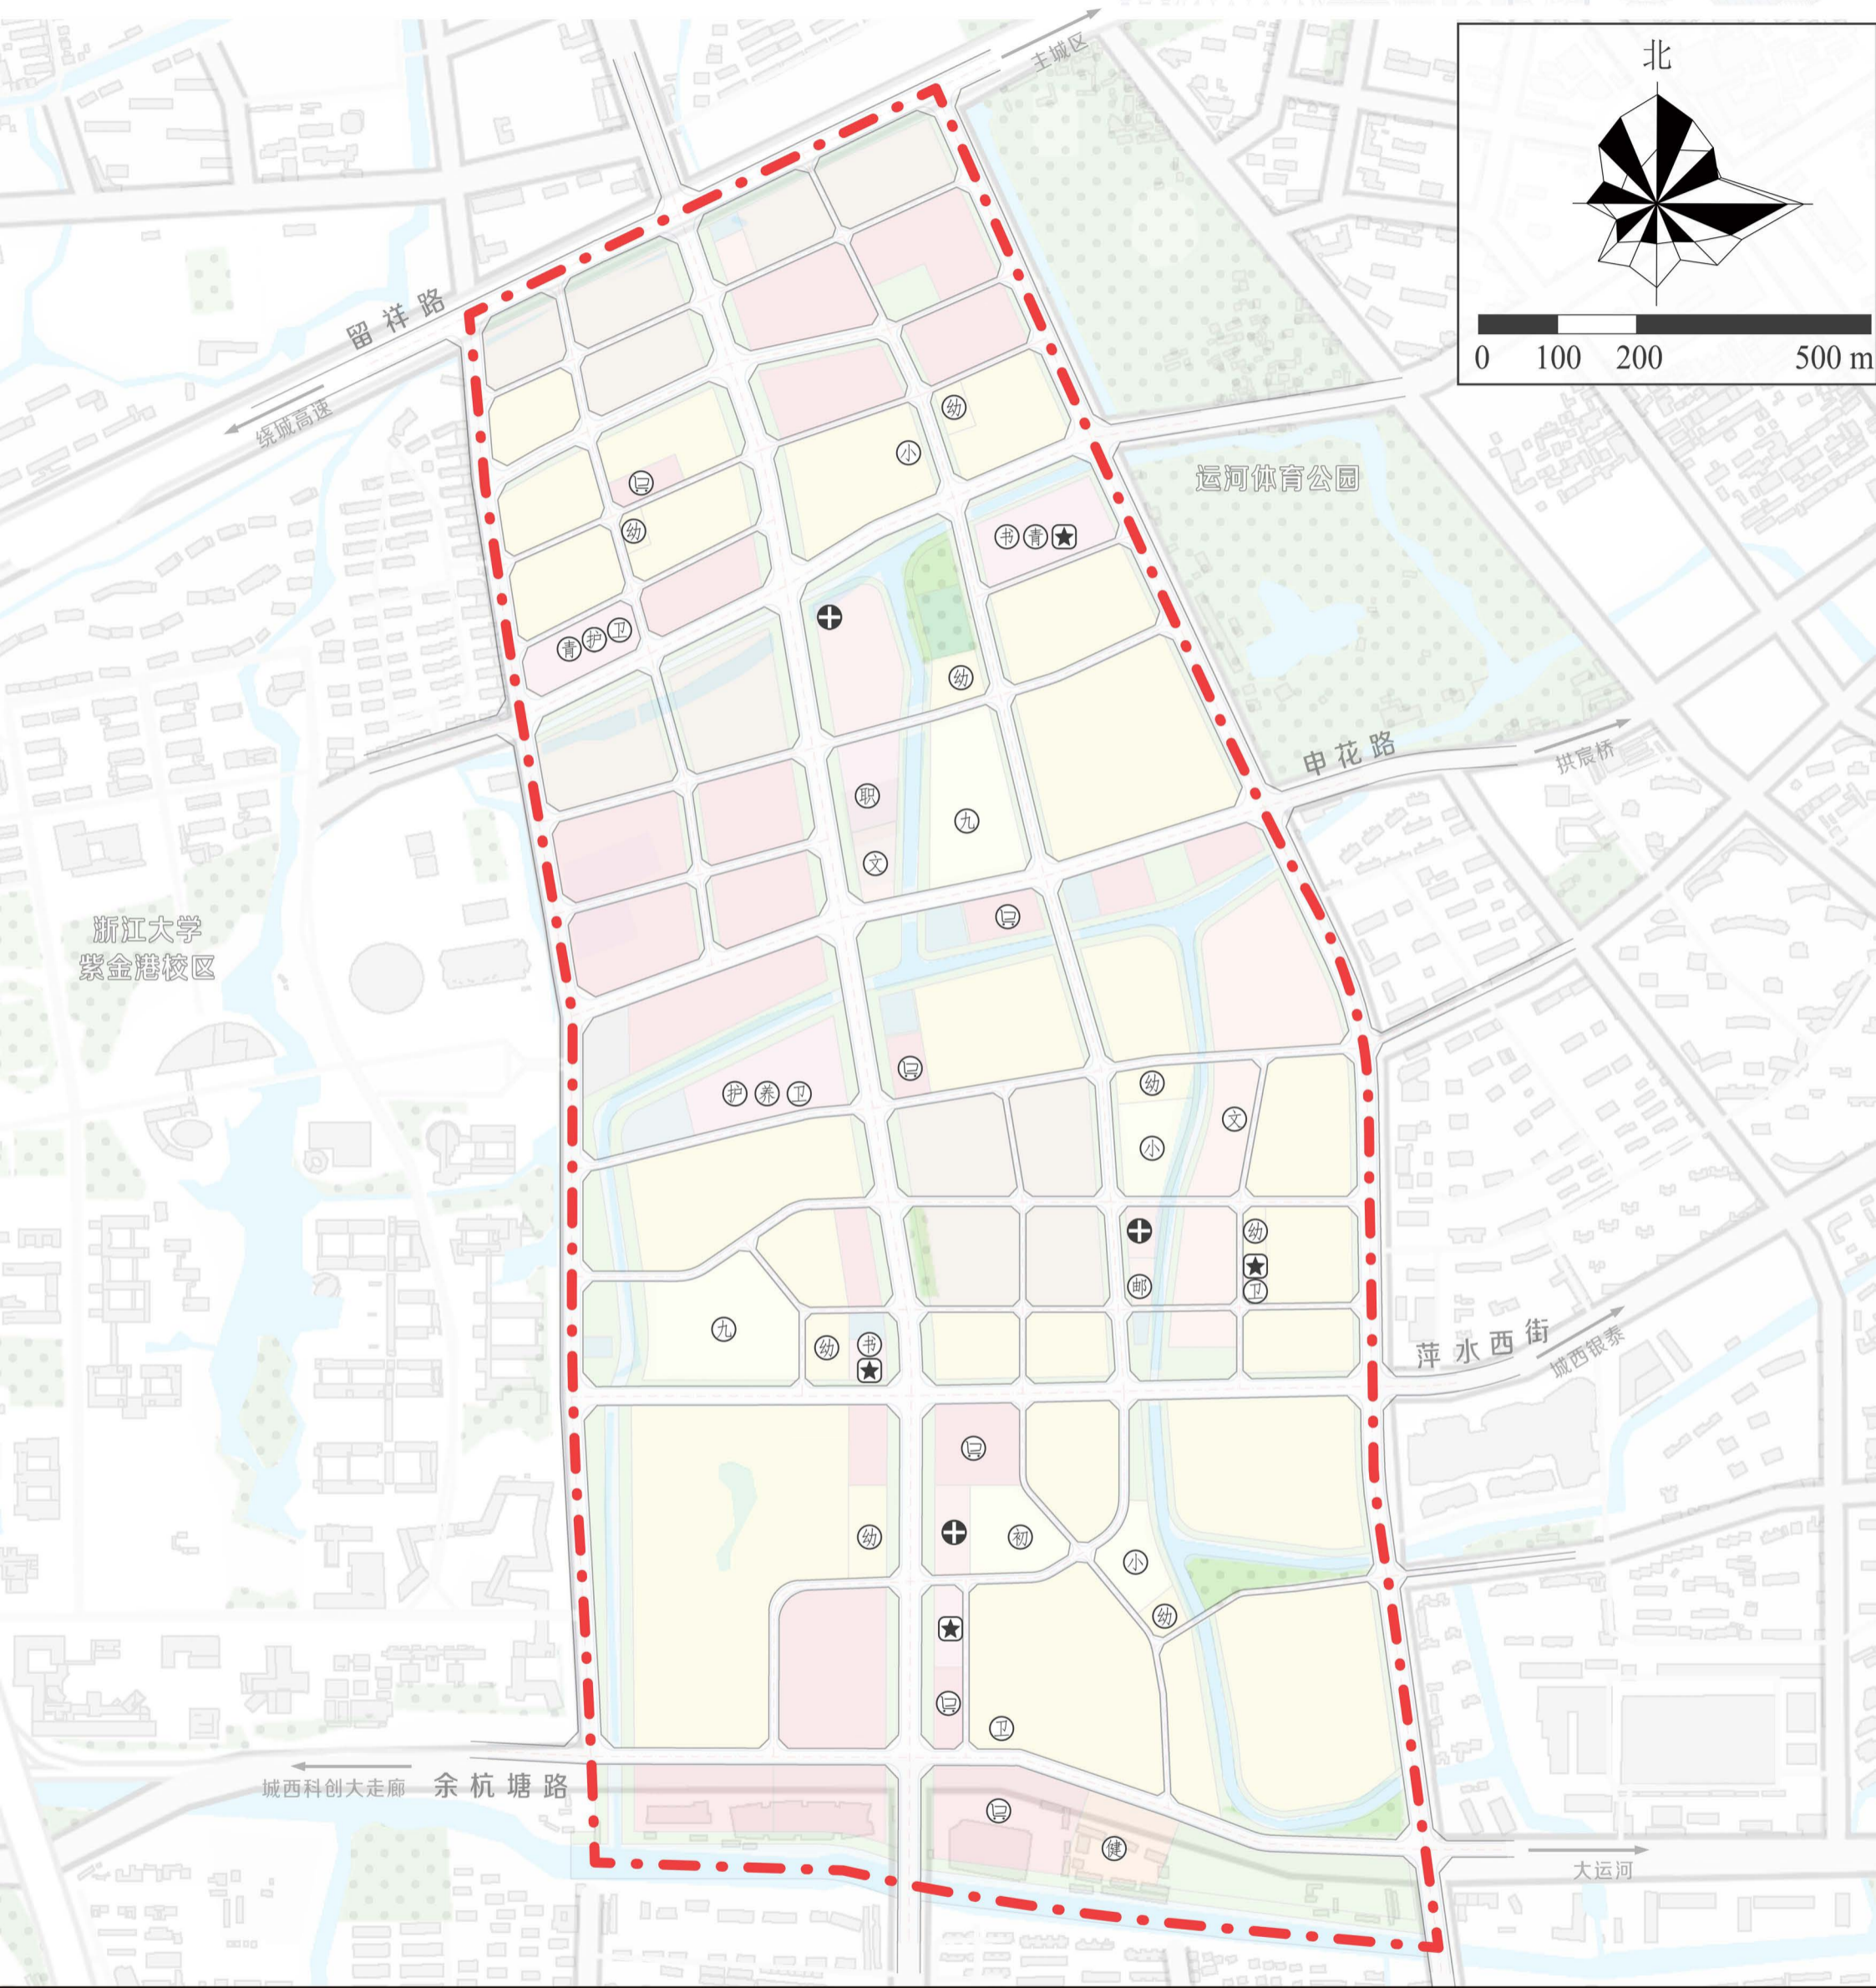 主城区
北
0 100 200 500 m
留祥路
绕城高速
幼
小
运河体育公园
幼
书 青
青 护 卫
幼
申花路
拱宸桥
职
九
文
浙江大学
紫金港校区
幼
护 养 卫
文
小
幼
邮
卫
九
幼
书
萍水西街
城西银泰
幼
初
小
幼
卫
城西科创大走廊
余杭塘路
健
大运河